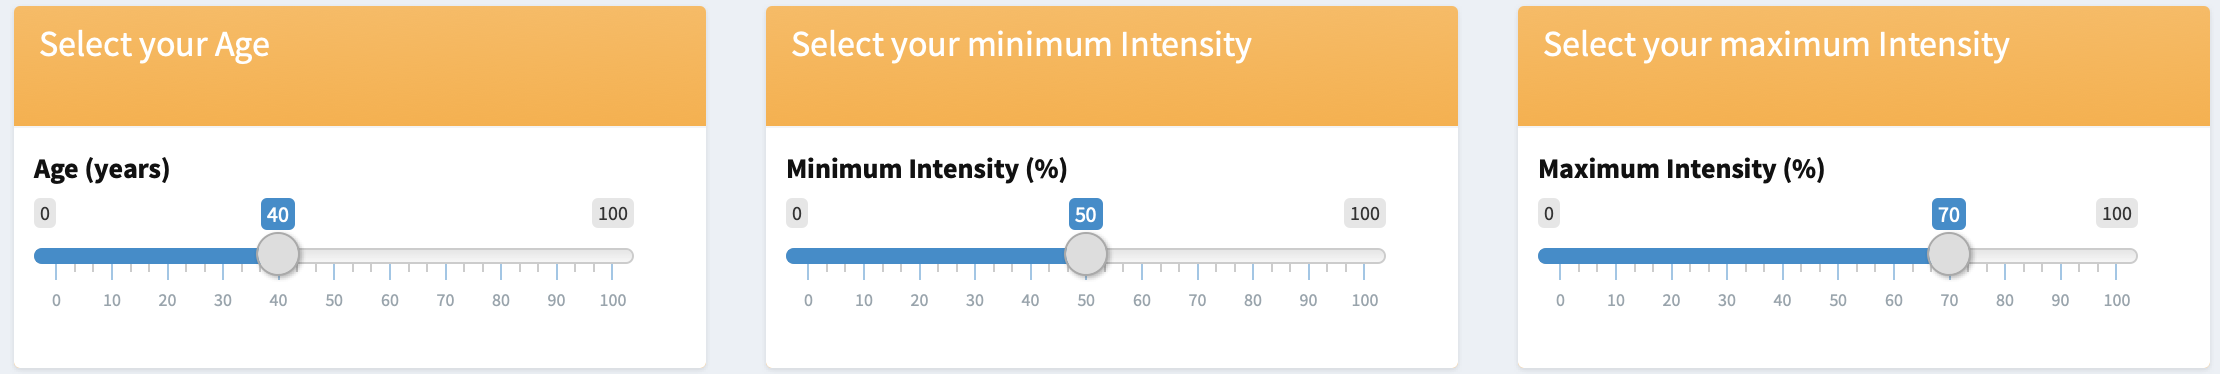 Select your Age
Age (years)
0 40 100
0 10 20 30 40 50 60 70 80 90 100
Select your minimum Intensity
Minimum Intensity (%)
0 50 100
0 10 20 30 40 50 60 70 80 90 100
Select your maximum Intensity
Maximum Intensity (%)
0 70 100
0 10 20 30 40 50 60 70 80 90 100